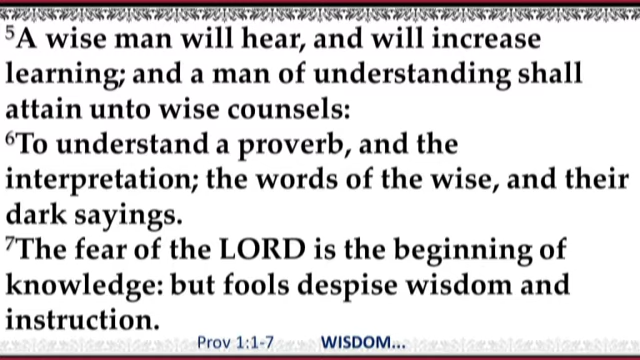 ⁵A wise man will hear, and will increase
learning; and a man of understanding shall
attain unto wise counsels:
⁶To understand a proverb, and the
interpretation; the words of the wise, and their
dark sayings.
⁷The fear of the LORD is the beginning of
knowledge: but fools despise wisdom and
instruction.
Prov 1:1-7 WISDOM...